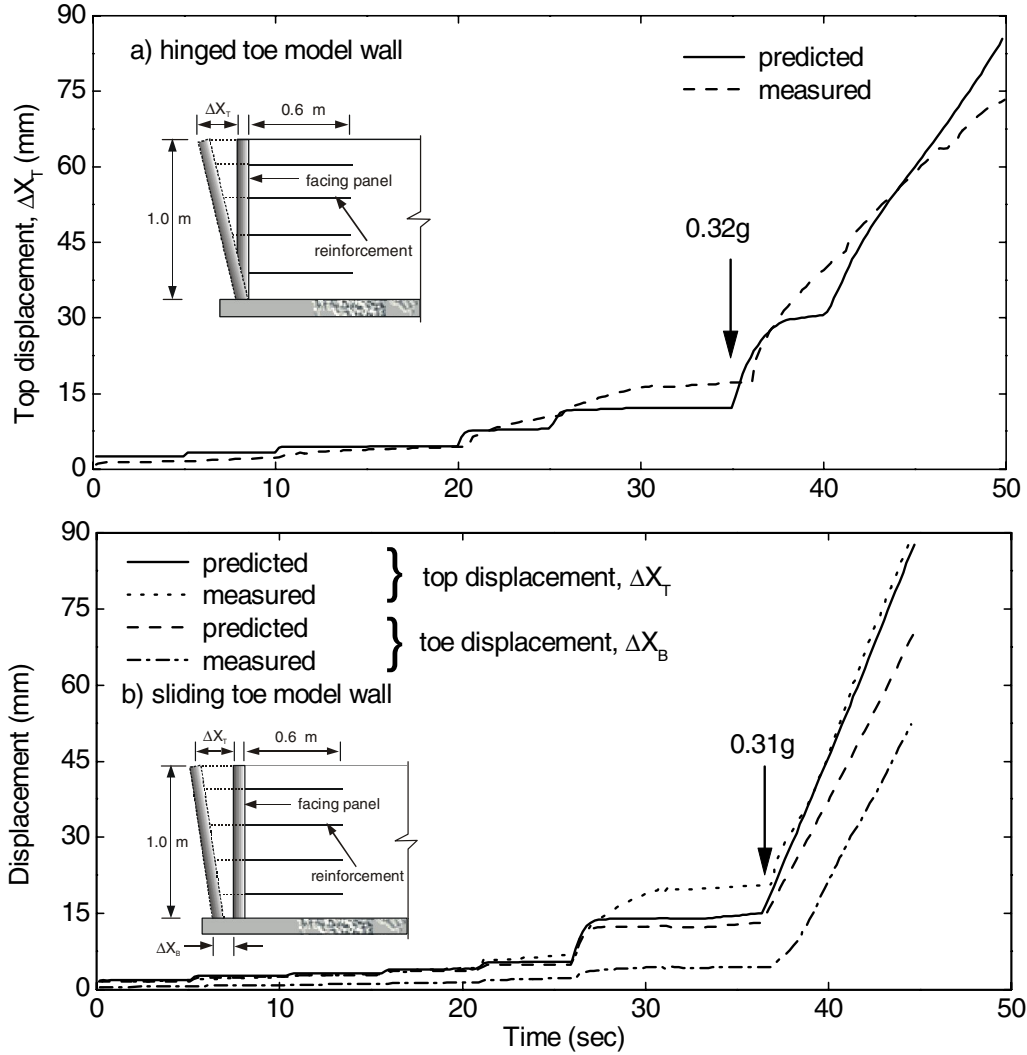 90
75
60
45
30
15
0
Top displacement, ΔX_T (mm)
a) hinged toe model wall
predicted
measured
ΔX_T
0.6 m
facing panel
1.0 m
reinforcement
0.32g
0 10 20 30 40 50
90
75
60
45
30
15
0
Displacement (mm)
predicted
measured
} top displacement, ΔX_T
predicted
measured
} toe displacement, ΔX_B
b) sliding toe model wall
ΔX_T
0.6 m
facing panel
1.0 m
reinforcement
ΔX_B
0.31g
0 10 20 30 40 50
Time (sec)